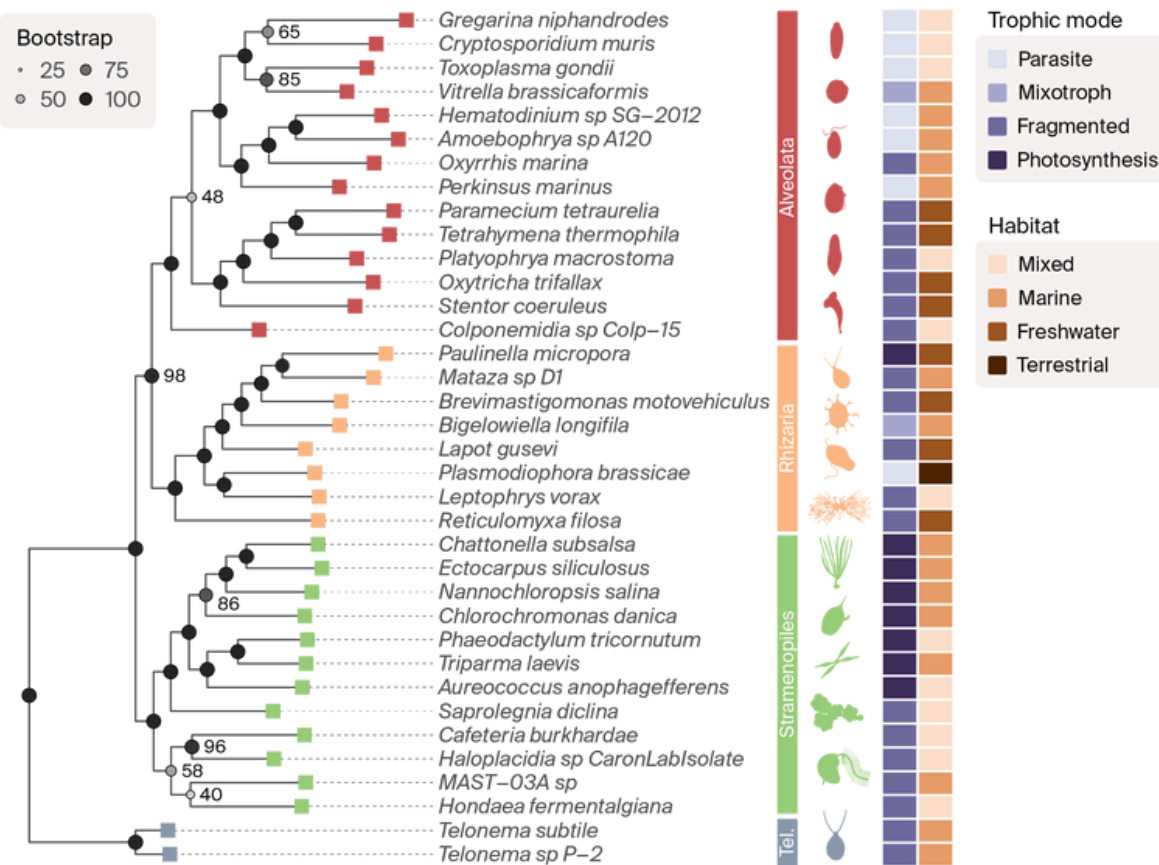 Bootstrap
25 75
50 100
65
85
48
98
86
96
58
40
Gregarina niphandrodes
Cryptosporidium muris
Toxoplasma gondii
Vitrella brassicaformis
Hematodinium sp SG–2012
Amoebophrya sp A120
Oxyrrhis marina
Perkinsus marinus
Paramecium tetraurelia
Tetrahymena thermophila
Platyophrya macrostoma
Oxytricha trifallax
Stentor coeruleus
Colponemidia sp Colp–15
Paulinella micropora
Mataza sp D1
Brevimastigomonas motovehiculus
Bigelowiella longifila
Lapot gusevi
Plasmodiophora brassicae
Leptophrys vorax
Reticulomyxa filosa
Chattonella subsalsa
Ectocarpus siliculosus
Nannochloropsis salina
Chlorochromonas danica
Phaeodactylum tricornutum
Triparma laevis
Aureococcus anophagefferens
Saprolegnia diclina
Cafeteria burkhardae
Haloplacidia sp CaronLabIsolate
MAST–03A sp
Hondaea fermentalgiana
Telonema subtile
Telonema sp P–2
Alveolata
Rhizaria
Stramenopiles
Tel.
Trophic mode
Parasite
Mixotroph
Fragmented
Photosynthesis
Habitat
Mixed
Marine
Freshwater
Terrestrial